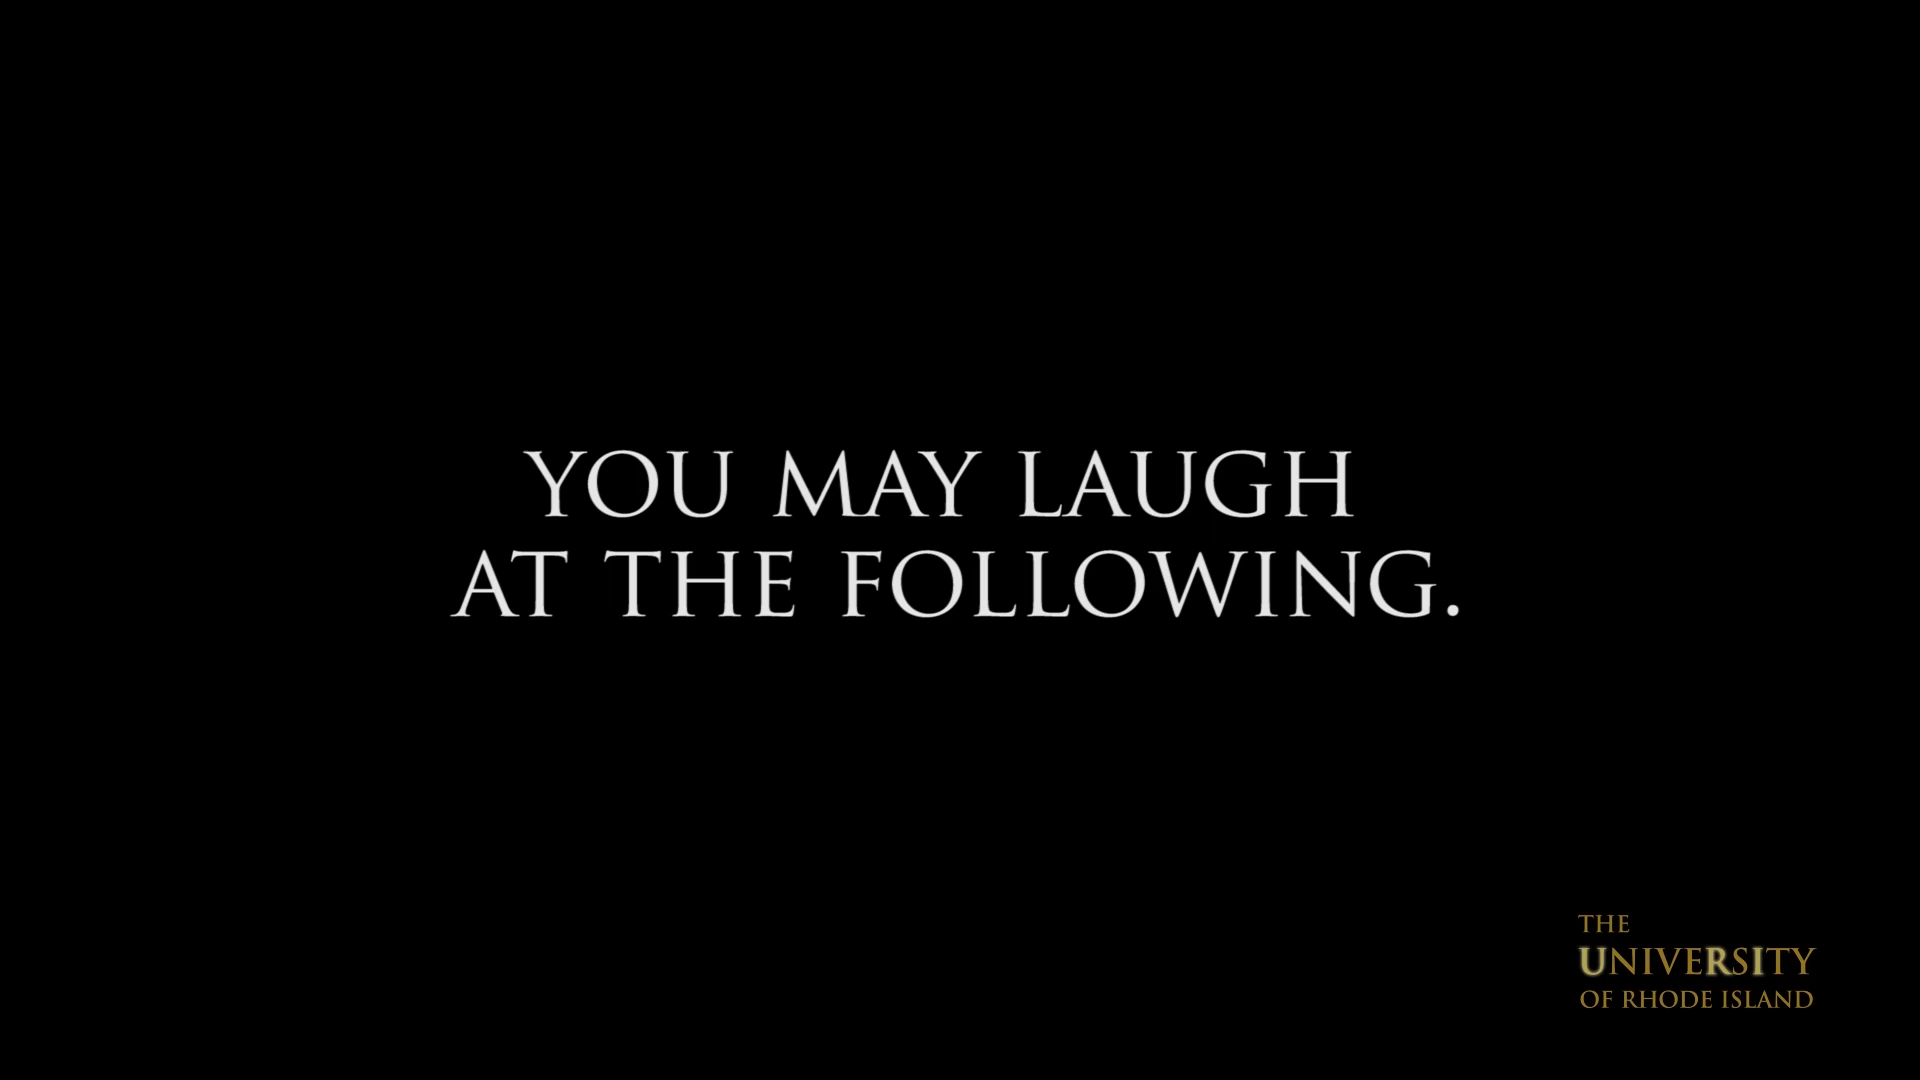 YOU MAY LAUGH
AT THE FOLLOWING.
THE
UNIVERSITY
OF RHODE ISLAND